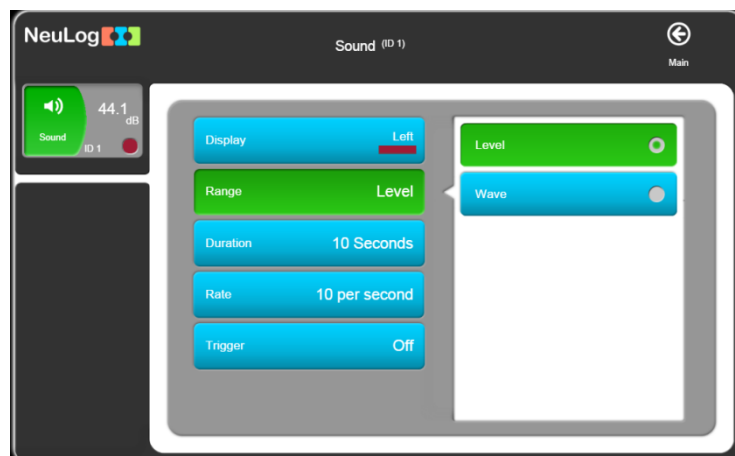 NeuLog
Sound (ID 1)
Main
44.1
dB
Sound
ID 1
Display Left
Range Level
Duration 10 Seconds
Rate 10 per second
Trigger Off
Level
Wave